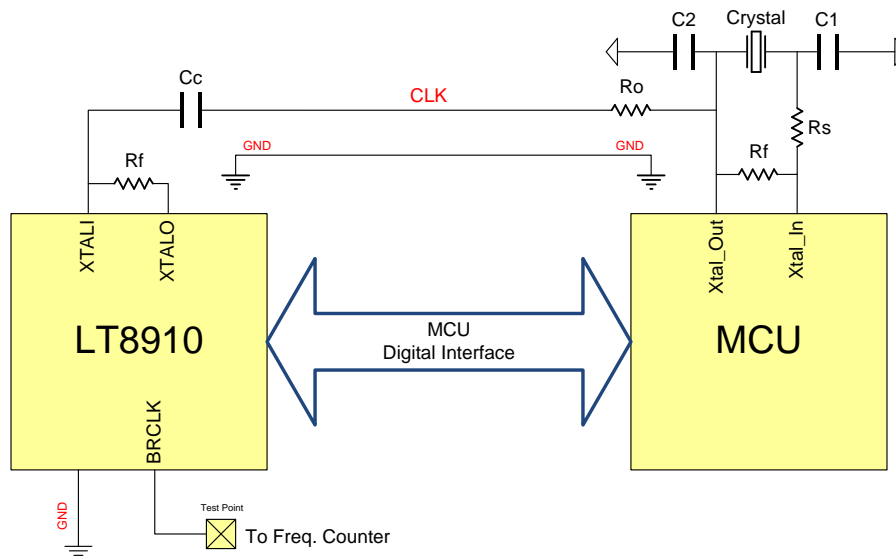 C2
Crystal
C1
Cc
CLK
Ro
Rs
GND
GND
Rf
Rf
XTALI
XTALO
Xtal_Out
Xtal_In
LT8910
MCU
Digital Interface
MCU
BRCLK
GND
Test Point
To Freq. Counter